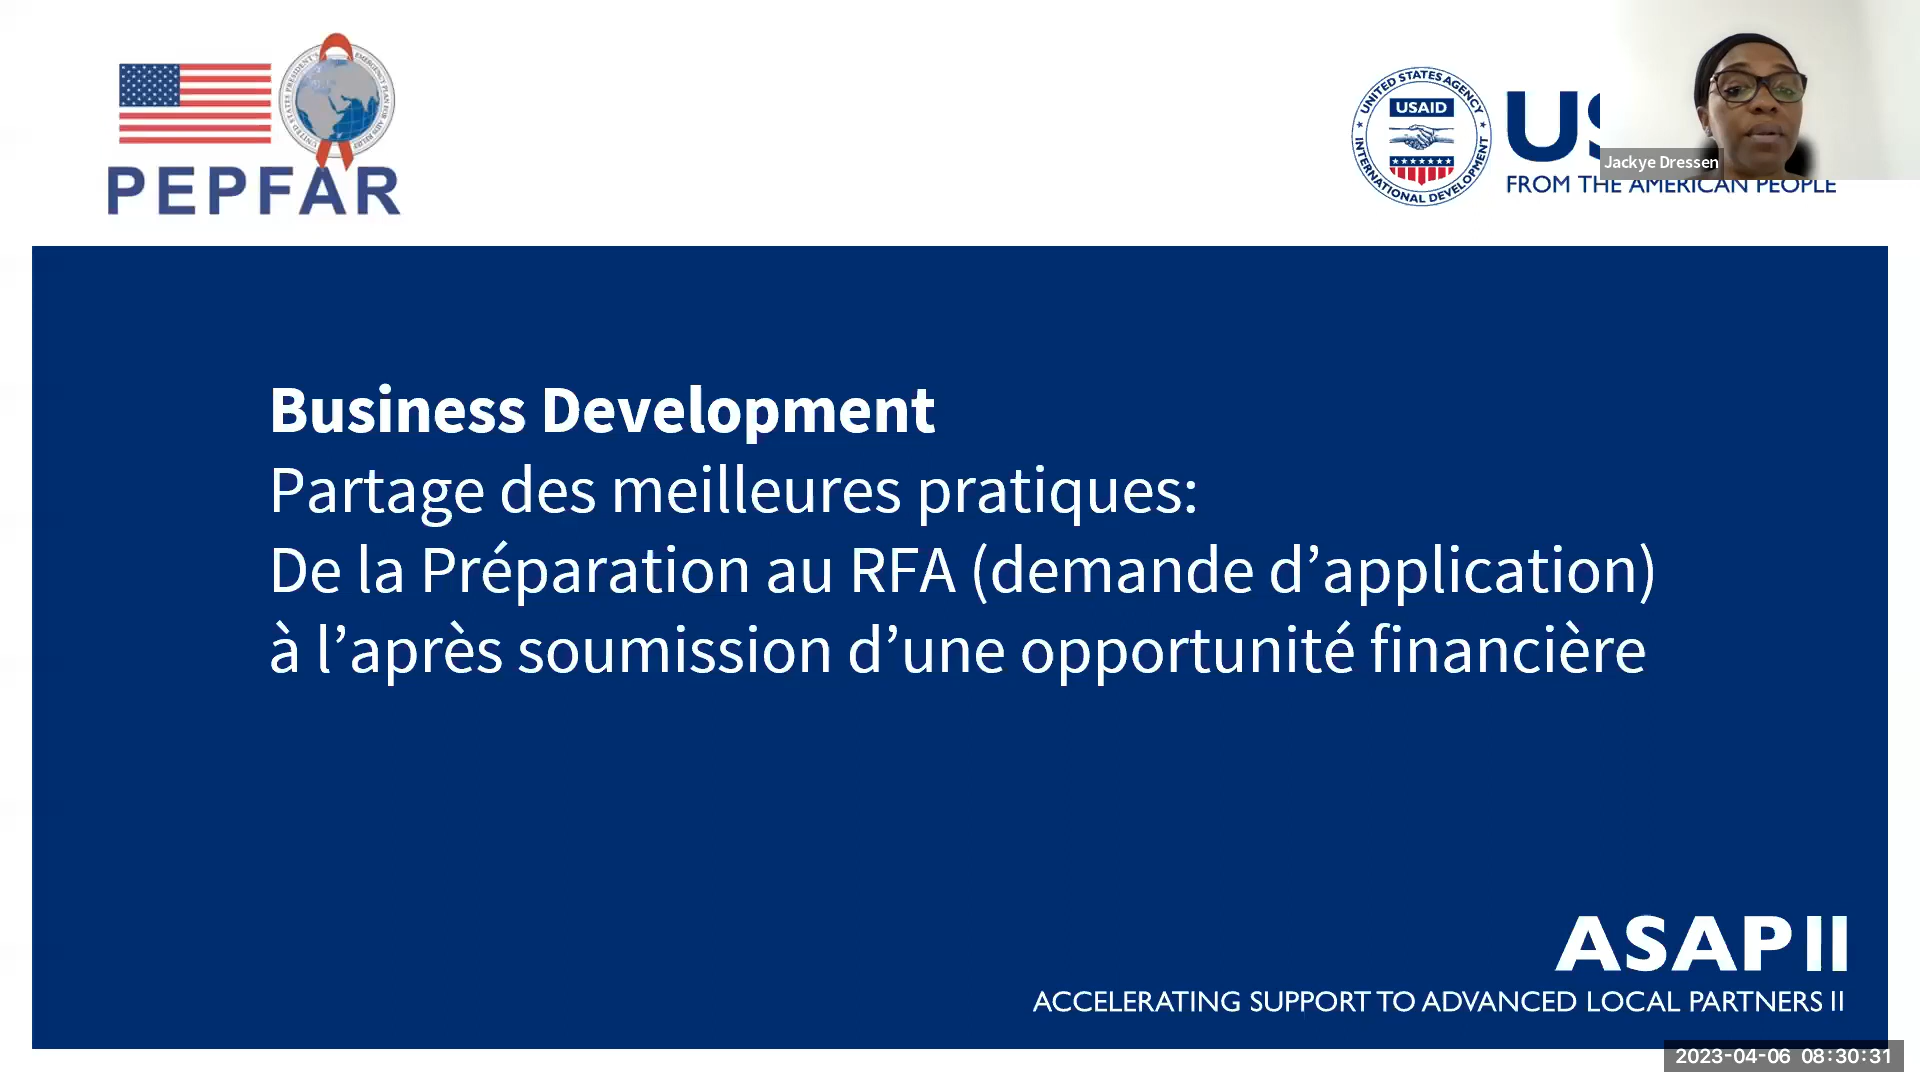 PEPFAR
UNITED STATES AGENCY
USAID
INTERNATIONAL DEVELOPMENT
FROM THE AMERICAN PEOPLE
Jackye Dressen
Business Development
Partage des meilleures pratiques:
De la Préparation au RFA (demande d’application)
à l’après soumission d’une opportunité financière
ASAP II
ACCELERATING SUPPORT TO ADVANCED LOCAL PARTNERS II
2023-04-06 08:30:31